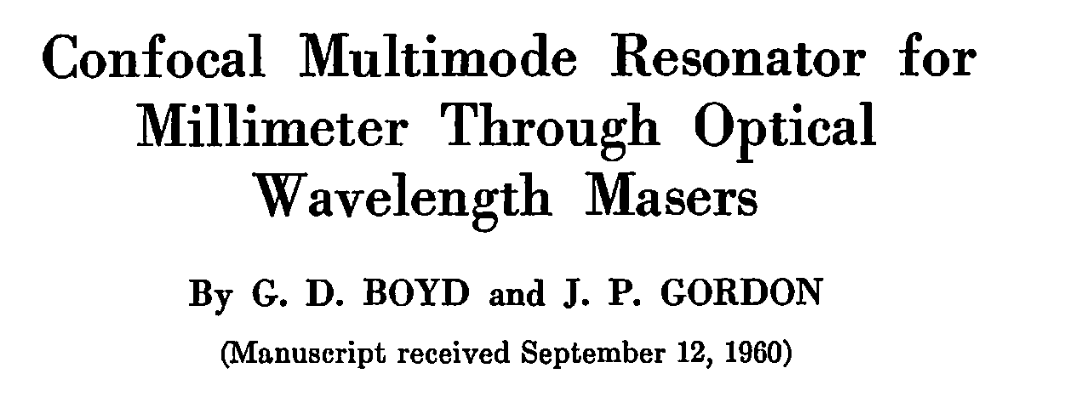 Confocal Multimode Resonator for
Millimeter Through Optical
Wavelength Masers
By G. D. BOYD and J. P. GORDON
(Manuscript received September 12, 1960)